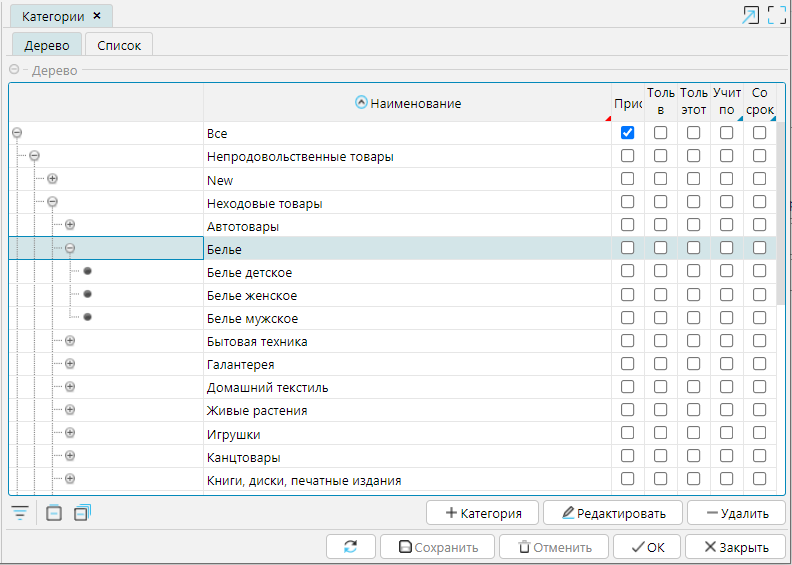 Категории ×
Дерево Список
Дерево
Наименование Прис Толь в Толь этот Учит по Со срок
Все
Непродовольственные товары
New
Неходовые товары
Автотовары
Белье
Белье детское
Белье женское
Белье мужское
Бытовая техника
Галантерея
Домашний текстиль
Живые растения
Игрушки
Канцтовары
Книги, диски, печатные издания
Категория Редактировать Удалить
Сохранить Отменить OK Закрыть